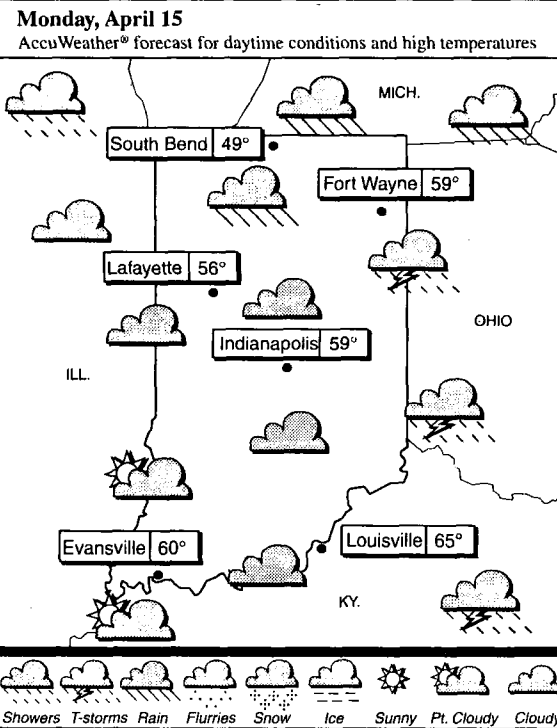 Monday, April 15
AccuWeather® forecast for daytime conditions and high temperatures
MICH.
South Bend 49°
Fort Wayne 59°
Lafayette 56°
OHIO
Indianapolis 59°
ILL.
Evansville 60°
Louisville 65°
KY.
Showers T-storms Rain Flurries Snow Ice Sunny Pt. Cloudy Cloud